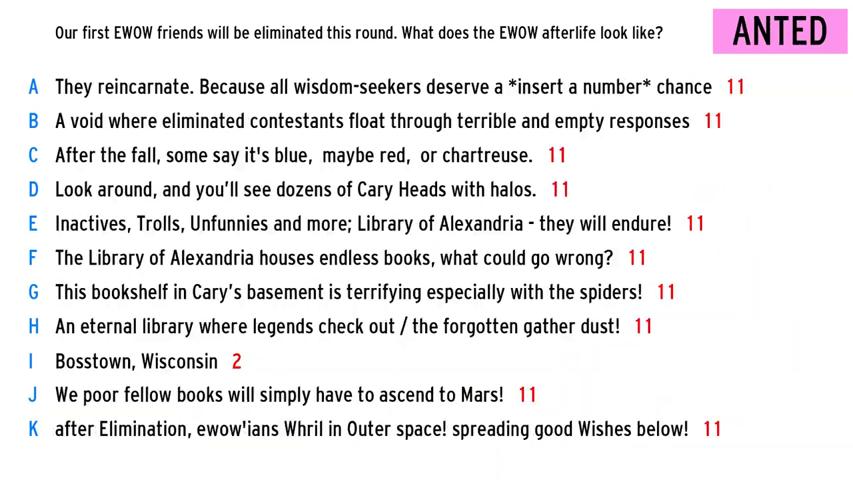 Our first EWOW friends will be eliminated this round. What does the EWOW afterlife look like?
ANTED
A They reincarnate. Because all wisdom-seekers deserve a *insert a number* chance 11
B A void where eliminated contestants float through terrible and empty responses 11
C After the fall, some say it's blue, maybe red, or chartreuse. 11
D Look around, and you’ll see dozens of Cary Heads with halos. 11
E Inactives, Trolls, Unfunnies and more; Library of Alexandria - they will endure! 11
F The Library of Alexandria houses endless books, what could go wrong? 11
G This bookshelf in Cary’s basement is terrifying especially with the spiders! 11
H An eternal library where legends check out / the forgotten gather dust! 11
I Bosstown, Wisconsin 2
J We poor fellow books will simply have to ascend to Mars! 11
K after Elimination, ewow'ians Whril in Outer space! spreading good Wishes below! 11